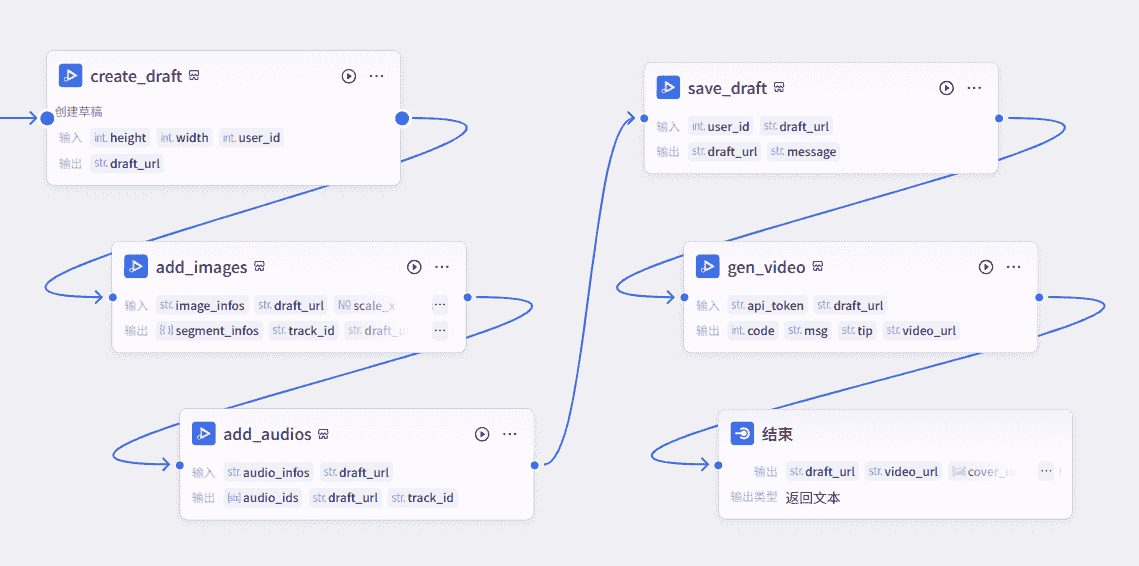 create_draft
创建草稿
输入 int. height int. width int. user_id
输出 str. draft_url
add_images
输入 str. image_infos str. draft_url № scale_x ...
输出 [{}] segment_infos str. track_id str. draft_u ...
add_audios
输入 str. audio_infos str. draft_url
输出 [str] audio_ids str. draft_url str. track_id
save_draft
输入 int. user_id str. draft_url
输出 str. draft_url str. message
gen_video
输入 str. api_token str. draft_url
输出 int. code str. msg str. tip str. video_url
结束
输出 str. draft_url str. video_url cover_u ...
输出类型 返回文本